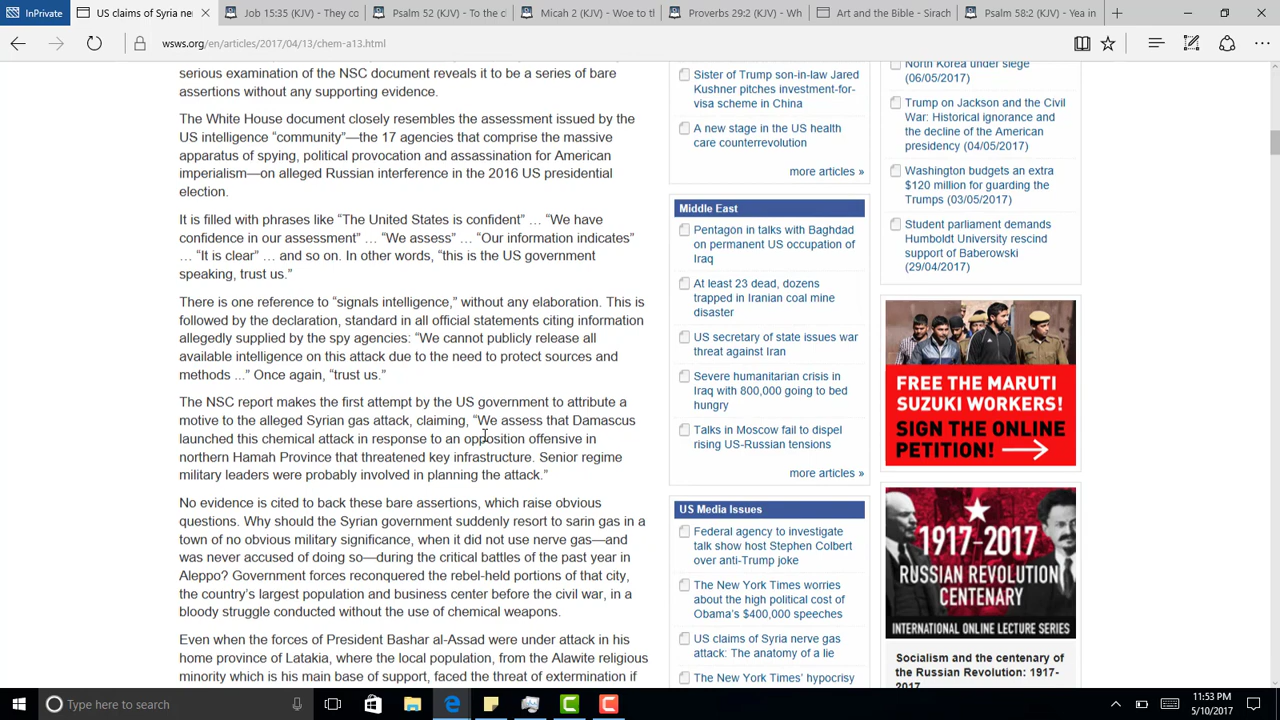 InPrivate
US claims of Syria ner
Job 15:35 (KJV) - They co
Psalm 52 (KJV) - To the c
Micah 2 (KJV) - Woe to tl
Proverbs 29:2 (KJV) - Wh
Art and the Bible - Sirach
Psalm 58:2 (KJV) - Yea in
wsws.org/en/articles/2017/04/13/chem-a13.html
serious examination of the NSC document reveals it to be a series of bare
assertions without any supporting evidence.
The White House document closely resembles the assessment issued by the
US intelligence “community”—the 17 agencies that comprise the massive
apparatus of spying, political provocation and assassination for American
imperialism—on alleged Russian interference in the 2016 US presidential
election.
It is filled with phrases like “The United States is confident” … “We have
confidence in our assessment” … “We assess” … “Our information indicates”
… “It is clear” … and so on. In other words, “this is the US government
speaking, trust us.”
There is one reference to “signals intelligence,” without any elaboration. This is
followed by the declaration, standard in all official statements citing information
allegedly supplied by the spy agencies: “We cannot publicly release all
available intelligence on this attack due to the need to protect sources and
methods ...” Once again, “trust us.”
The NSC report makes the first attempt by the US government to attribute a
motive to the alleged Syrian gas attack, claiming, “We assess that Damascus
launched this chemical attack in response to an opposition offensive in
northern Hamah Province that threatened key infrastructure. Senior regime
military leaders were probably involved in planning the attack.”
No evidence is cited to back these bare assertions, which raise obvious
questions. Why should the Syrian government suddenly resort to sarin gas in a
town of no obvious military significance, when it did not use nerve gas—and
was never accused of doing so—during the critical battles of the past year in
Aleppo? Government forces reconquered the rebel-held portions of that city,
the country’s largest population and business center before the civil war, in a
bloody struggle conducted without the use of chemical weapons.
Even when the forces of President Bashar al-Assad were under attack in his
home province of Latakia, where the local population, from the Alawite religious
minority which is his main base of support, faced the threat of extermination if
Sister of Trump son-in-law Jared
Kushner pitches investment-for-
visa scheme in China
A new stage in the US health
care counterrevolution
more articles »
Middle East
Pentagon in talks with Baghdad
on permanent US occupation of
Iraq
At least 23 dead, dozens
trapped in Iranian coal mine
disaster
US secretary of state issues war
threat against Iran
Severe humanitarian crisis in
Iraq with 800,000 going to bed
hungry
Talks in Moscow fail to dispel
rising US-Russian tensions
more articles »
US Media Issues
Federal agency to investigate
talk show host Stephen Colbert
over anti-Trump joke
The New York Times worries
about the high political cost of
Obama’s $400,000 speeches
US claims of Syria nerve gas
attack: The anatomy of a lie
The New York Times’ hypocrisy
North Korea under siege
(06/05/2017)
Trump on Jackson and the Civil
War: Historical ignorance and
the decline of the American
presidency (04/05/2017)
Washington budgets an extra
$120 million for guarding the
Trumps (03/05/2017)
Student parliament demands
Humboldt University rescind
support of Baberowski
(29/04/2017)
FREE THE MARUTI
SUZUKI WORKERS!
SIGN THE ONLINE
PETITION!
1917-2017
RUSSIAN REVOLUTION
CENTENARY
INTERNATIONAL ONLINE LECTURE SERIES
Socialism and the centenary of
the Russian Revolution: 1917-
2017
Type here to search
11:53 PM
5/10/2017